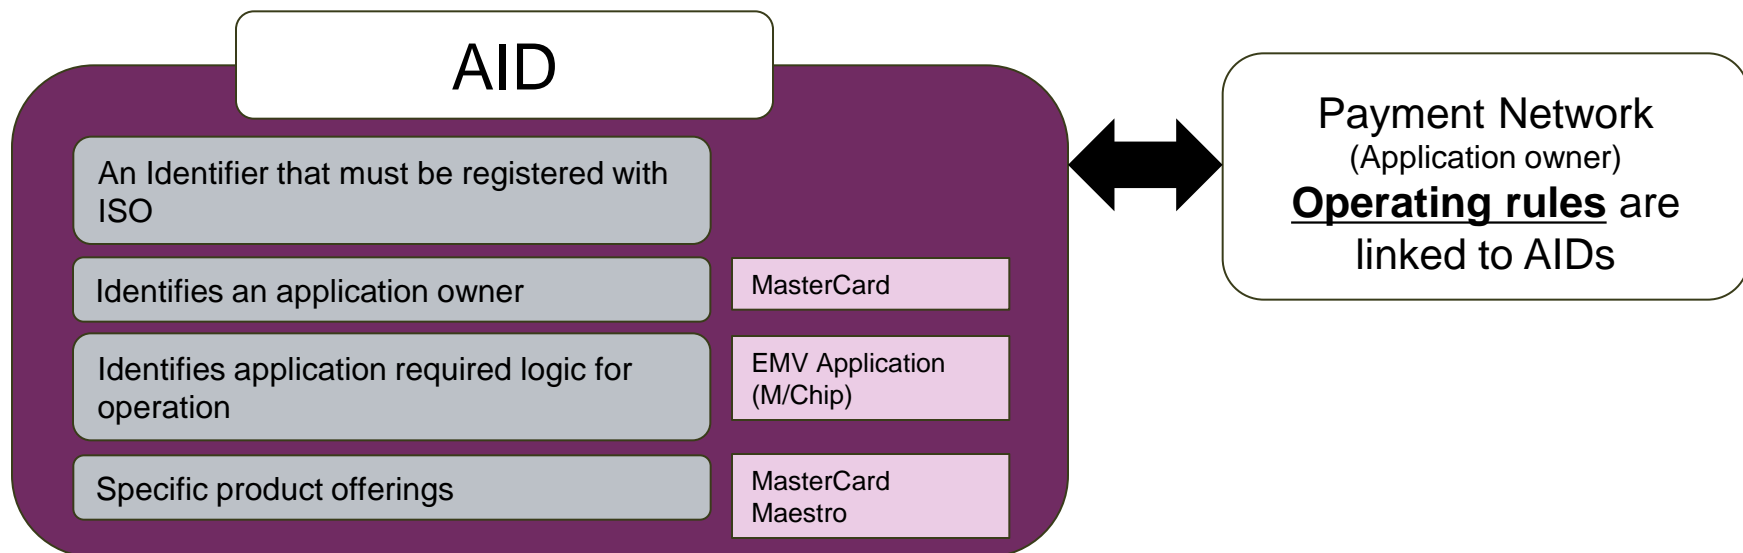 AID
An Identifier that must be registered with
ISO
Identifies an application owner
MasterCard
Identifies application required logic for
operation
EMV Application
(M/Chip)
Specific product offerings
MasterCard
Maestro
Payment Network
(Application owner)
Operating rules are
linked to AIDs